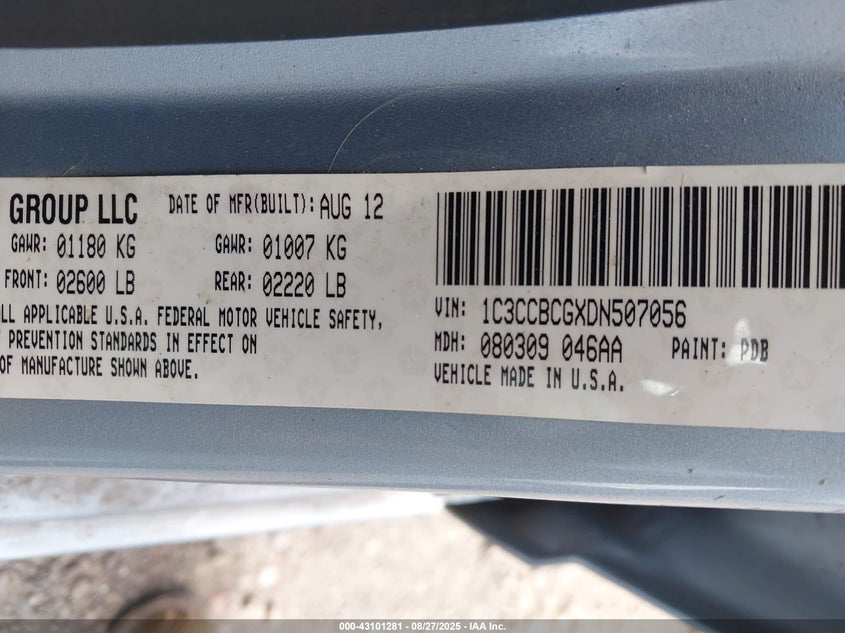 GROUP LLC DATE OF MFR(BUILT): AUG 12
GAWR: 01180 KG GAWR: 01007 KG
FRONT: 02600 LB REAR: 02220 LB
ALL APPLICABLE U.S.A. FEDERAL MOTOR VEHICLE SAFETY,
PREVENTION STANDARDS IN EFFECT ON
OF MANUFACTURE SHOWN ABOVE.
VIN: 1C3CCBCGXDN507056
MDH: 080309 046AA PAINT: PDB
VEHICLE MADE IN U.S.A.
000-43101281 - 08/27/2025 - IAA Inc.